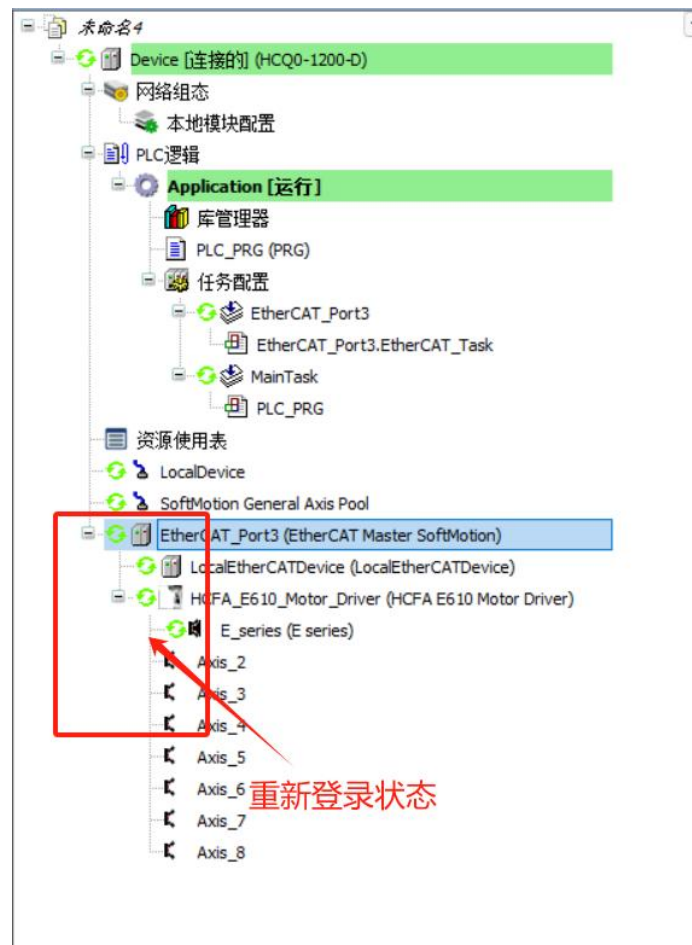 未命名4
Device [连接的] (HCQ0-1200-D)
网络组态
本地模块配置
PLC逻辑
Application [运行]
库管理器
PLC_PRG (PRG)
任务配置
EtherCAT_Port3
EtherCAT_Port3.EtherCAT_Task
MainTask
PLC_PRG
资源使用表
LocalDevice
SoftMotion General Axis Pool
EtherCAT_Port3 (EtherCAT Master SoftMotion)
LocalEtherCATDevice (LocalEtherCATDevice)
HCFA_E610_Motor_Driver (HCFA E610 Motor Driver)
E_series (E series)
Axis_2
Axis_3
Axis_4
Axis_5
Axis_6
重新登录状态
Axis_7
Axis_8